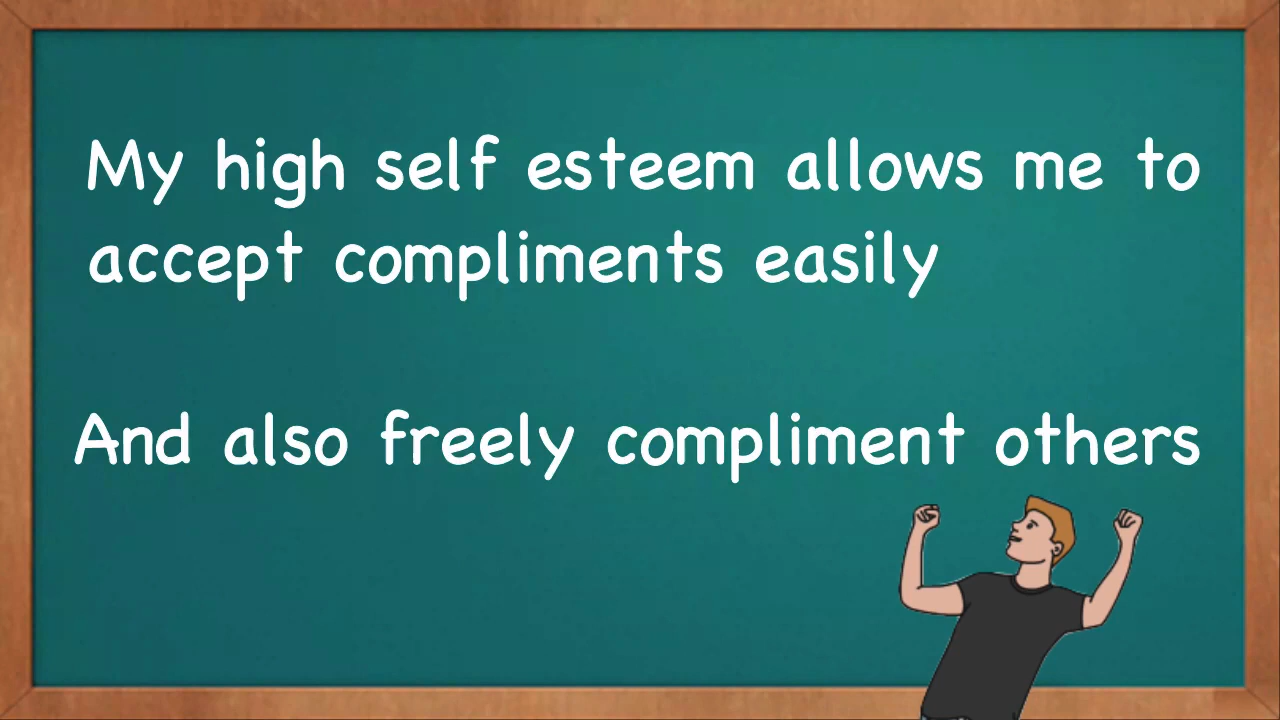 My high self esteem allows me to
accept compliments easily
And also freely compliment others